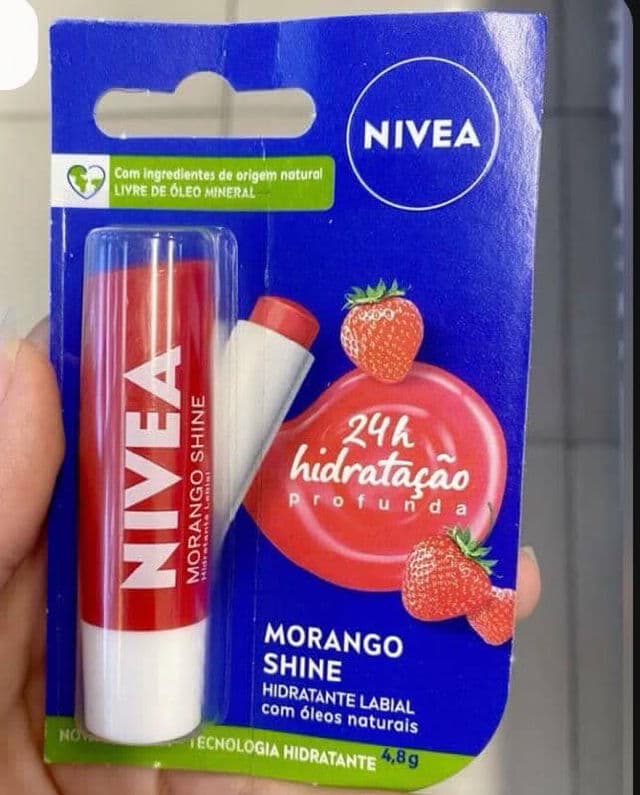 NIVEA
Com ingredientes de origem natural
LIVRE DE ÓLEO MINERAL
NIVEA
MORANGO SHINE
Hidratante Labial
24h
hidratação
profunda
MORANGO
SHINE
HIDRATANTE LABIAL
com óleos naturais
TECNOLOGIA HIDRATANTE 4,8g